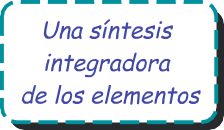 Una síntesis
integradora
de los elementos